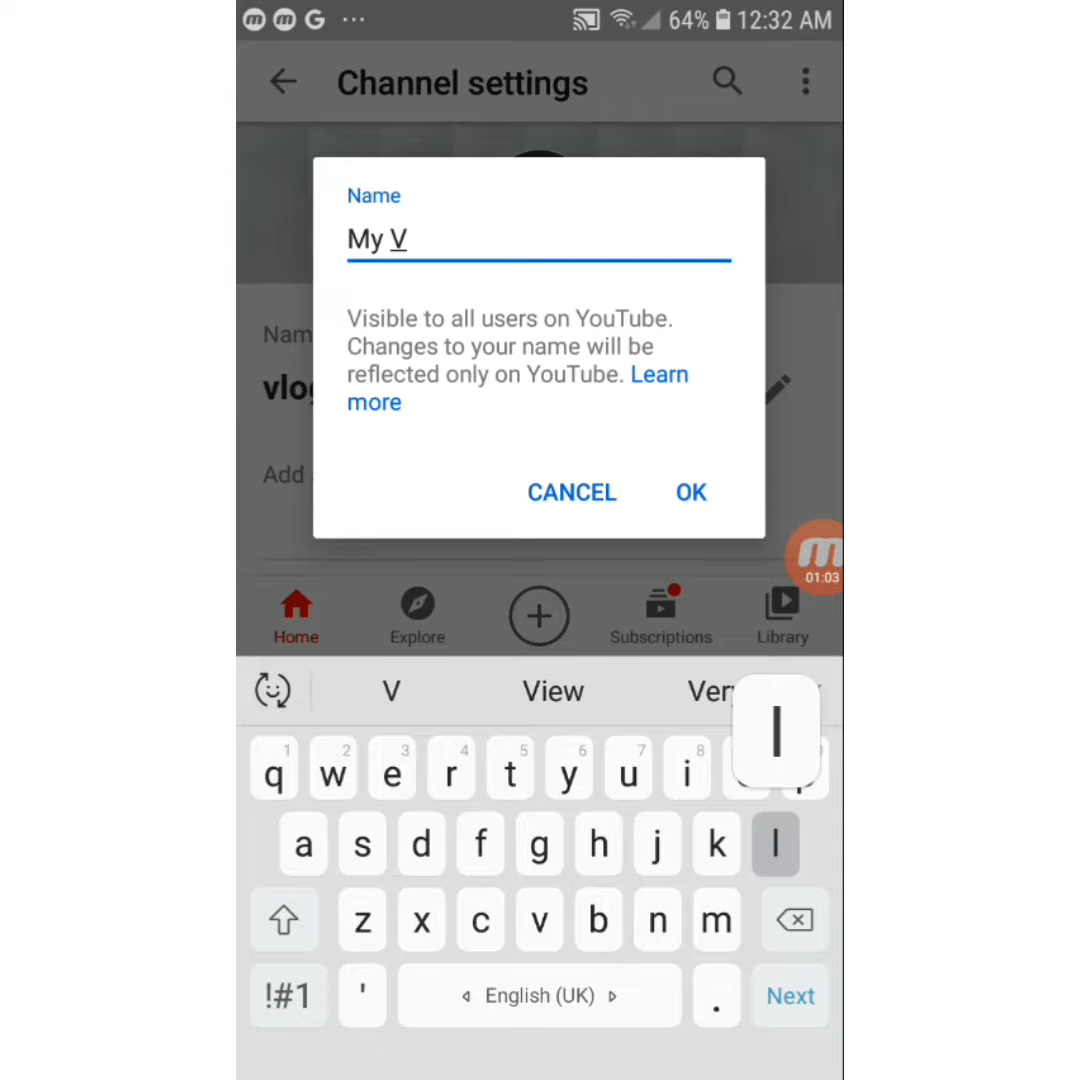 64% 12:32 AM
Channel settings
Name
My V
Visible to all users on YouTube.
Changes to your name will be
reflected only on YouTube. Learn
more
Nam
vlo
Add
CANCEL OK
01:03
Home Explore Subscriptions Library
V View Ver
l
1 2 3 4 5 6 7 8
q w e r t y u i p
a s d f g h j k l
z x c v b n m
!#1 ' English (UK) . Next